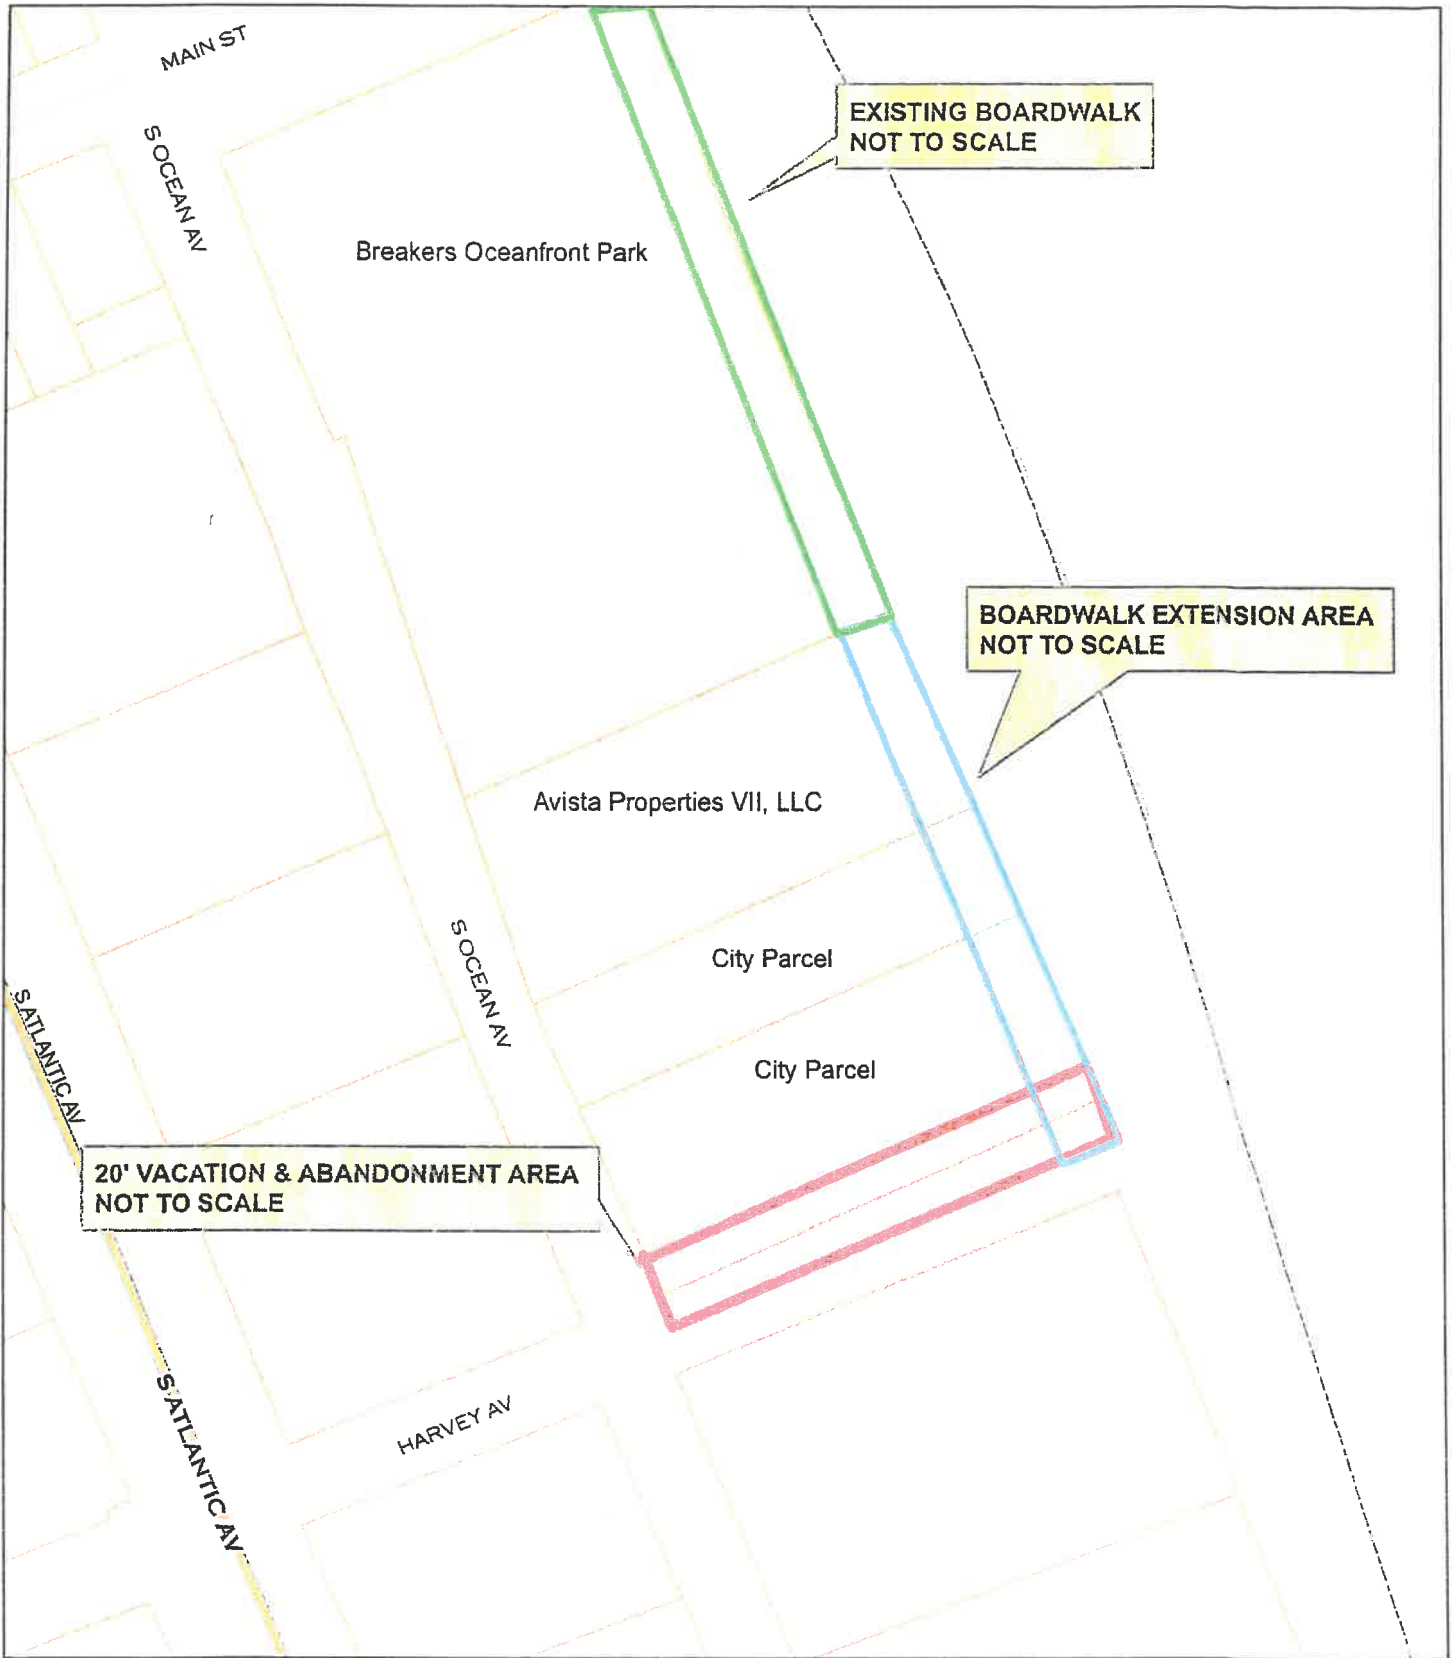 MAIN ST
EXISTING BOARDWALK
NOT TO SCALE
S OCEAN AV
Breakers Oceanfront Park
BOARDWALK EXTENSION AREA
NOT TO SCALE
Avista Properties VII, LLC
S OCEAN AV
City Parcel
S ATLANTIC AV
City Parcel
20' VACATION & ABANDONMENT AREA
NOT TO SCALE
S ATLANTIC AV
HARVEY AV